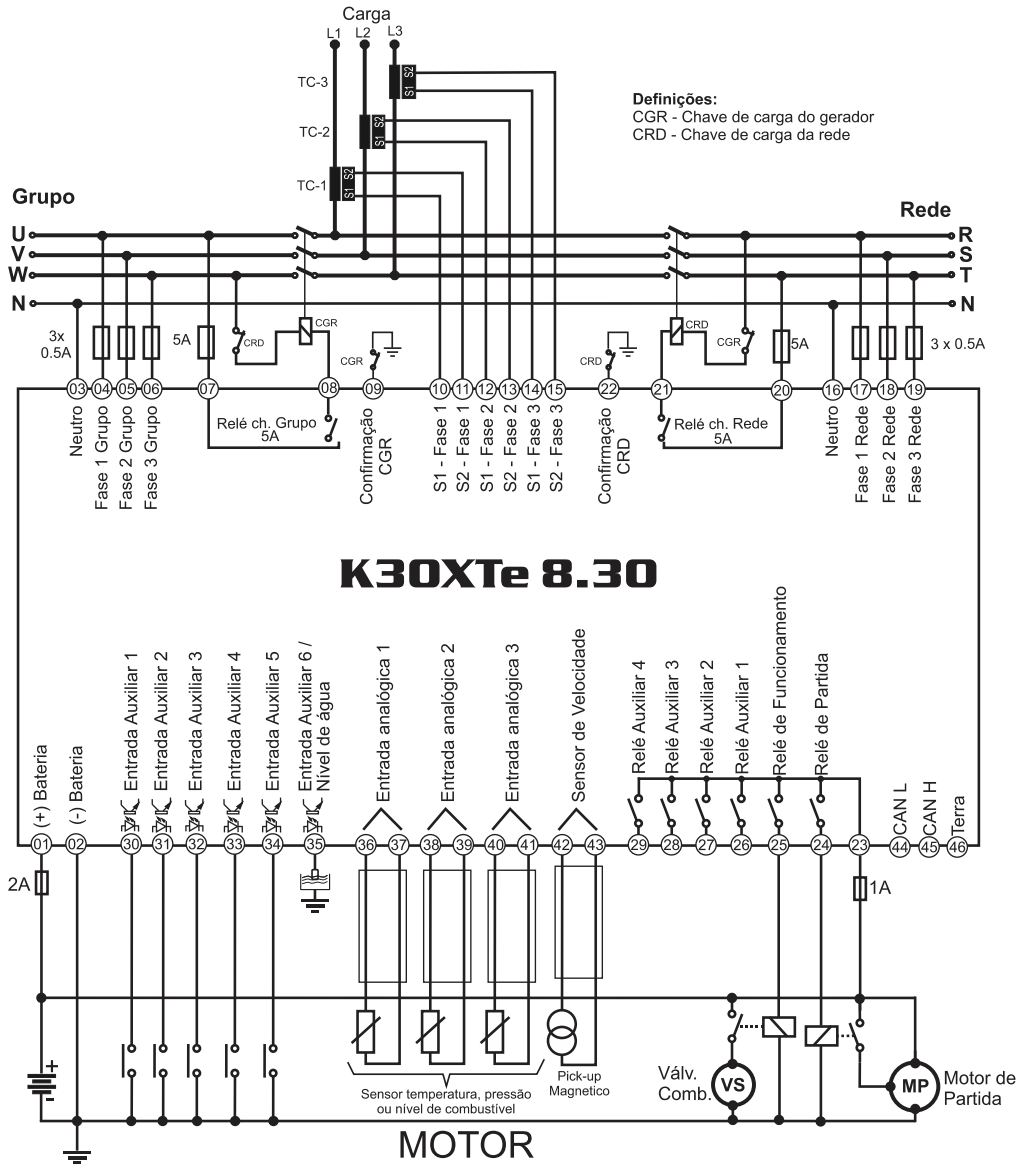 Carga
L1 L2 L3
TC-3
S1 S2
TC-2
S1 S2
TC-1
S1 S2
Definições:
CGR - Chave de carga do gerador
CRD - Chave de carga da rede
Grupo
Rede
U
V
W
N
R
S
T
N
3x
0.5A
5A
CRD
CGR
CGR
CRD
CRD
CGR
5A
3 x 0.5A
03 04 05 06 07 08 09 10 11 12 13 14 15 22 21 20 16 17 18 19
Neutro
Fase 1 Grupo
Fase 2 Grupo
Fase 3 Grupo
Relé ch. Grupo
5A
Confirmação
CGR
S1 - Fase 1
S2 - Fase 1
S1 - Fase 2
S2 - Fase 2
S1 - Fase 3
S2 - Fase 3
Confirmação
CRD
Relé ch. Rede
5A
Neutro
Fase 1 Rede
Fase 2 Rede
Fase 3 Rede
K30XTe 8.30
(+) Bateria
(-) Bateria
Entrada Auxiliar 1
Entrada Auxiliar 2
Entrada Auxiliar 3
Entrada Auxiliar 4
Entrada Auxiliar 5
Entrada Auxiliar 6 /
Nível de água
Entrada analógica 1
Entrada analógica 2
Entrada analógica 3
Sensor de Velocidade
Relé Auxiliar 4
Relé Auxiliar 3
Relé Auxiliar 2
Relé Auxiliar 1
Relé de Funcionamento
Relé de Partida
CAN L
CAN H
Terra
01 02 30 31 32 33 34 35 36 37 38 39 40 41 42 43 29 28 27 26 25 24 23 44 45 46
2A
1A
+
Sensor temperatura, pressão
ou nível de combustível
Pick-up
Magnetico
Válv.
Comb.
VS
MP
Motor de
Partida
MOTOR